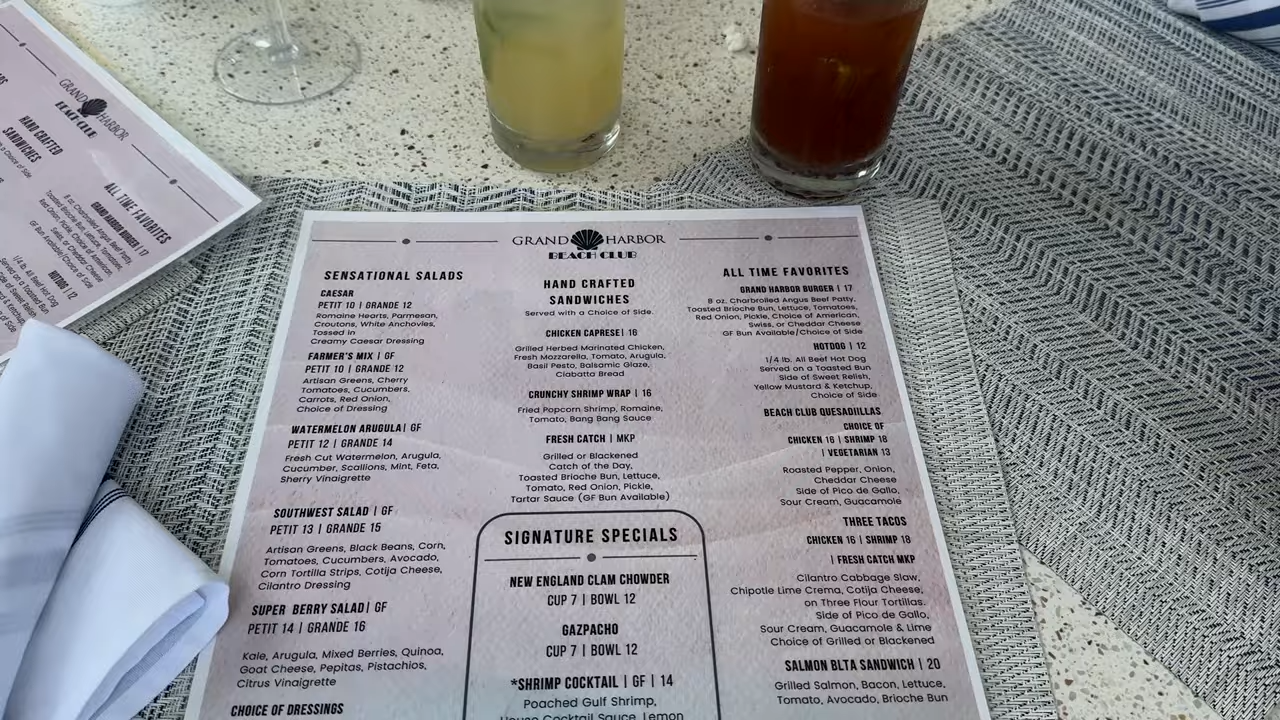 GRAND HARBOR
BEACH CLUB
HAND CRAFTED
SANDWICHES
ALL TIME FAVORITES
GRAND HARBOR BURGER | 17
HOTDOG | 12
GRAND HARBOR
BEACH CLUB
SENSATIONAL SALADS
CAESAR
PETIT 10 | GRANDE 12
Romaine Hearts, Parmesan,
Croutons, White Anchovies,
Tossed in
Creamy Caesar Dressing
FARMER'S MIX | GF
PETIT 10 | GRANDE 12
Artisan Greens, Cherry
Tomatoes, Cucumbers,
Carrots, Red Onion,
Choice of Dressing
WATERMELON ARUGULA| GF
PETIT 12 | GRANDE 14
Fresh Cut Watermelon, Arugula,
Cucumber, Scallions, Mint, Feta,
Sherry Vinaigrette
SOUTHWEST SALAD | GF
PETIT 13 | GRANDE 15
Artisan Greens, Black Beans, Corn,
Tomatoes, Cucumbers, Avocado,
Corn Tortilla Strips, Cotija Cheese,
Cilantro Dressing
SUPER BERRY SALAD| GF
PETIT 14 | GRANDE 16
Kale, Arugula, Mixed Berries, Quinoa,
Goat Cheese, Pepitas, Pistachios,
Citrus Vinaigrette
CHOICE OF DRESSINGS
HAND CRAFTED
SANDWICHES
Served with a Choice of Side.
CHICKEN CAPRESE| 16
Grilled Herbed Marinated Chicken,
Fresh Mozzarella, Tomato, Arugula,
Basil Pesto, Balsamic Glaze,
Ciabatta Bread
CRUNCHY SHRIMP WRAP | 16
Fried Popcorn Shrimp, Romaine,
Tomato, Bang Bang Sauce
FRESH CATCH | MKP
Grilled or Blackened
Catch of the Day,
Toasted Brioche Bun, Lettuce,
Tomato, Red Onion, Pickle,
Tartar Sauce (GF Bun Available)
SIGNATURE SPECIALS
NEW ENGLAND CLAM CHOWDER
CUP 7 | BOWL 12
GAZPACHO
CUP 7 | BOWL 12
*SHRIMP COCKTAIL | GF | 14
Poached Gulf Shrimp,
House Cocktail Sauce, Lemon
ALL TIME FAVORITES
GRAND HARBOR BURGER | 17
8 oz. Charbroiled Angus Beef Patty,
Toasted Brioche Bun, Lettuce, Tomatoes,
Red Onion, Pickle, Choice of American,
Swiss, or Cheddar Cheese
GF Bun Available/Choice of Side
HOTDOG | 12
1/4 lb. All Beef Hot Dog
Served on a Toasted Bun
Side of Sweet Relish,
Yellow Mustard & Ketchup,
Choice of Side
BEACH CLUB QUESADILLAS
CHOICE OF
CHICKEN 16 | SHRIMP 18
| VEGETARIAN 13
Roasted Pepper, Onion,
Cheddar Cheese
Side of Pico de Gallo,
Sour Cream, Guacamole
THREE TACOS
CHICKEN 16 | SHRIMP 18
| FRESH CATCH MKP
Cilantro Cabbage Slaw,
Chipotle Lime Crema, Cotija Cheese,
on Three Flour Tortillas.
Side of Pico de Gallo,
Sour Cream, Guacamole & Lime
Choice of Grilled or Blackened
SALMON BLTA SANDWICH | 20
Grilled Salmon, Bacon, Lettuce,
Tomato, Avocado, Brioche Bun